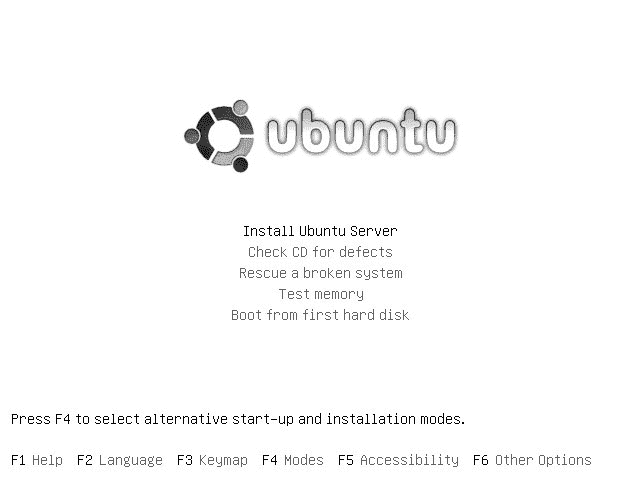 ubuntu
Install Ubuntu Server
Check CD for defects
Rescue a broken system
Test memory
Boot from first hard disk
Press F4 to select alternative start-up and installation modes.
F1 Help F2 Language F3 Keymap F4 Modes F5 Accessibility F6 Other Options